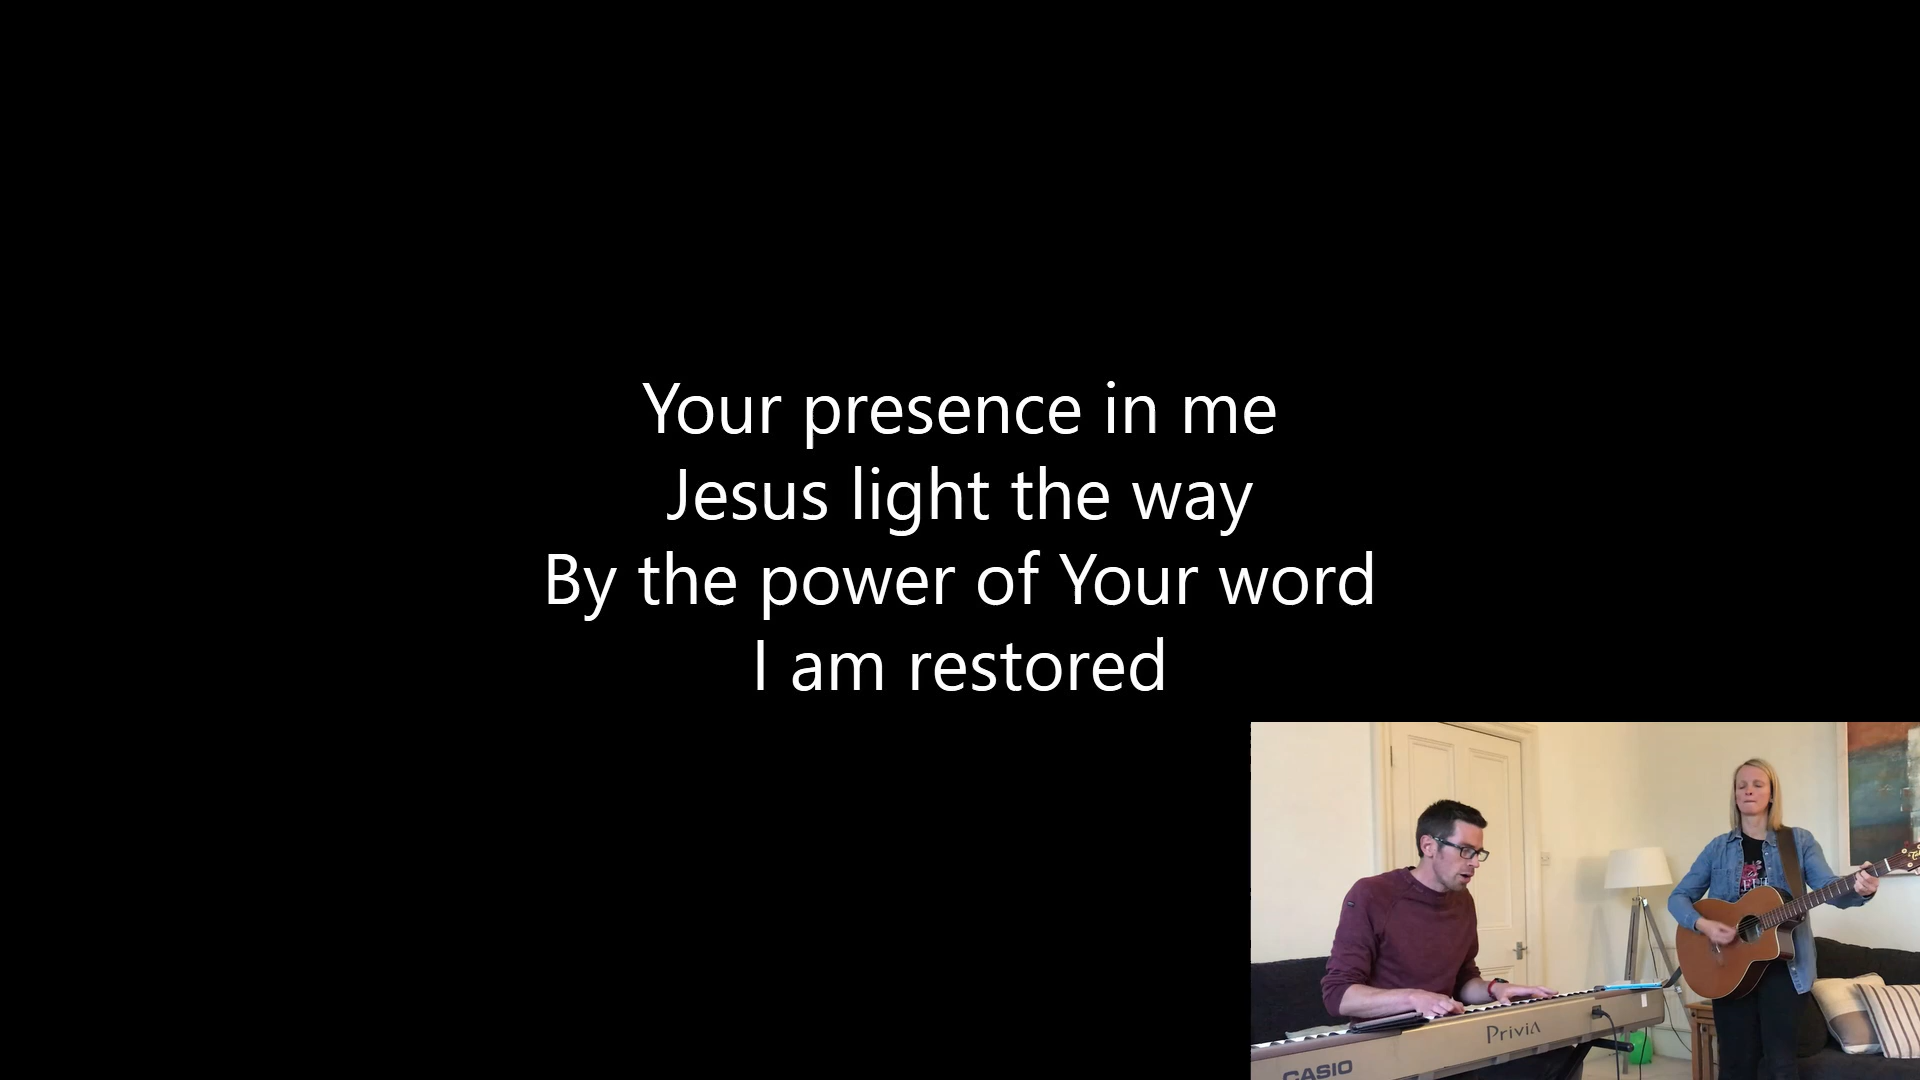 Your presence in me
Jesus light the way
By the power of Your word
I am restored
Privia
CASIO